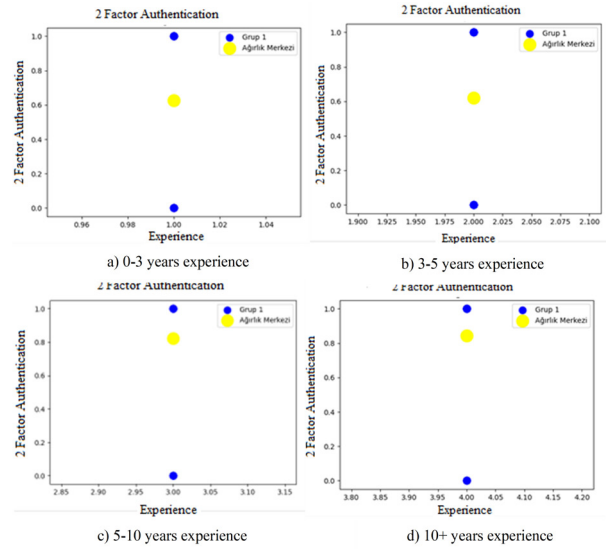 2 Factor Authentication
Grup 1
Ağırlık Merkezi
2 Factor Authentication
1.0
0.8
0.6
0.4
0.2
0.0
0.96 0.98 1.00 1.02 1.04
Experience
a) 0-3 years experience
2 Factor Authentication
Grup 1
Ağırlık Merkezi
2 Factor Authentication
1.0
0.8
0.6
0.4
0.2
0.0
1.900 1.925 1.950 1.975 2.000 2.025 2.050 2.075 2.100
Experience
b) 3-5 years experience
2 Factor Authentication
Grup 1
Ağırlık Merkezi
2 Factor Authentication
1.0
0.8
0.6
0.4
0.2
0.0
2.85 2.90 2.95 3.00 3.05 3.10 3.15
Experience
c) 5-10 years experience
2 Factor Authentication
Grup 1
Ağırlık Merkezi
2 Factor Authentication
1.0
0.8
0.6
0.4
0.2
0.0
3.80 3.85 3.90 3.95 4.00 4.05 4.10 4.15 4.20
Experience
d) 10+ years experience